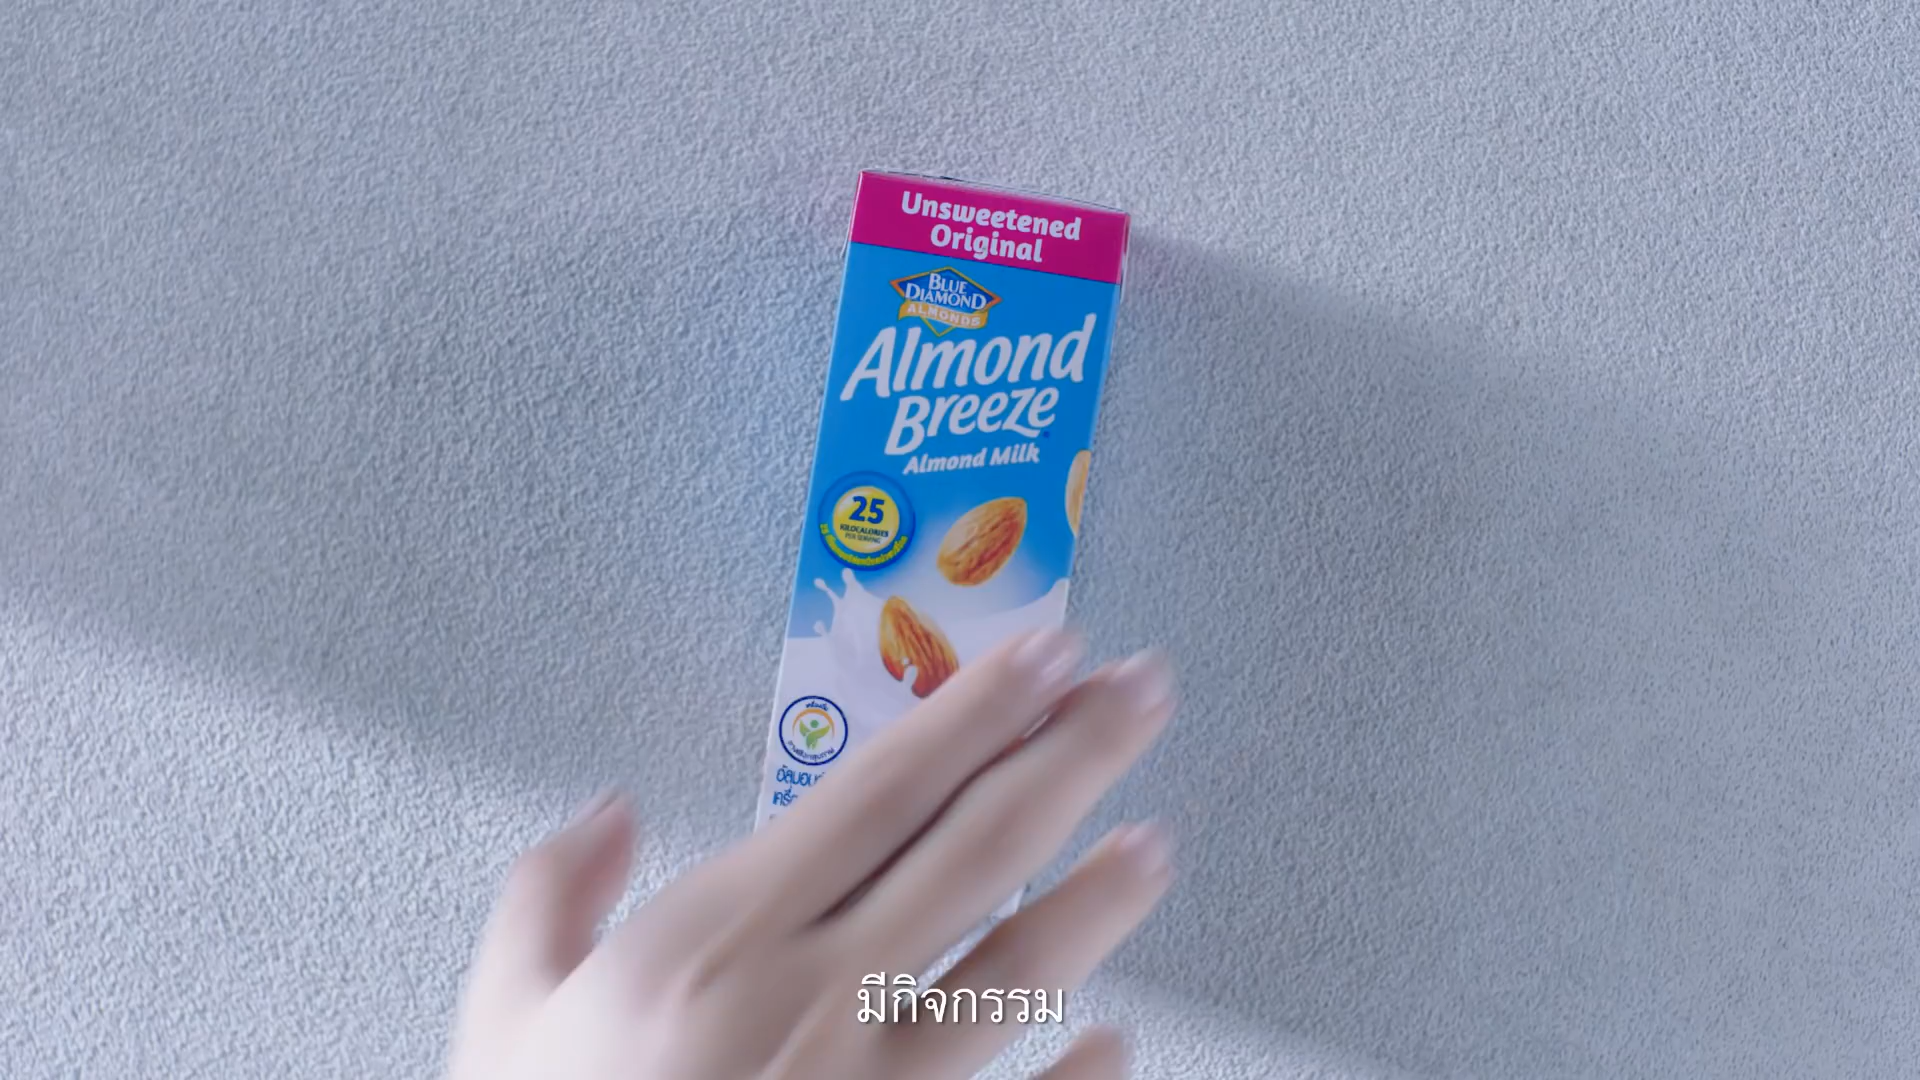 Unsweetened
Original
BLUE
DIAMOND
ALMONDS
Almond
Breeze
Almond Milk
25
KILOCALORIES
PER SERVING
มีกิจกรรม